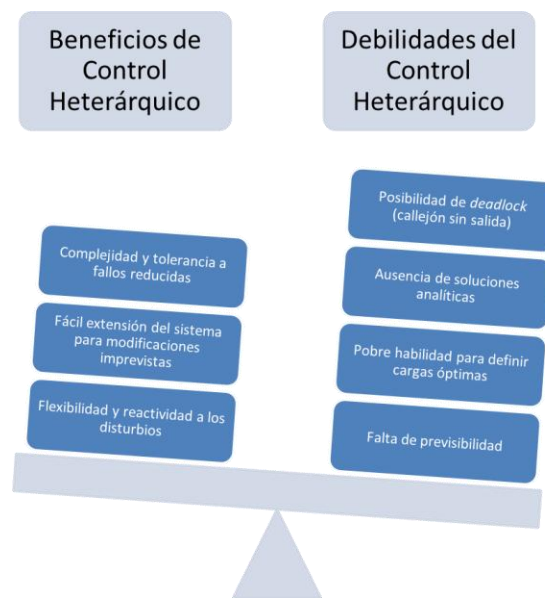 Beneficios de
Control
Heterárquico
Debilidades del
Control
Heterárquico
Complejidad y tolerancia a
fallos reducidas
Fácil extensión del sistema
para modificaciones
imprevistas
Flexibilidad y reactividad a los
disturbios
Posibilidad de deadlock
(callejón sin salida)
Ausencia de soluciones
analíticas
Pobre habilidad para definir
cargas óptimas
Falta de previsibilidad